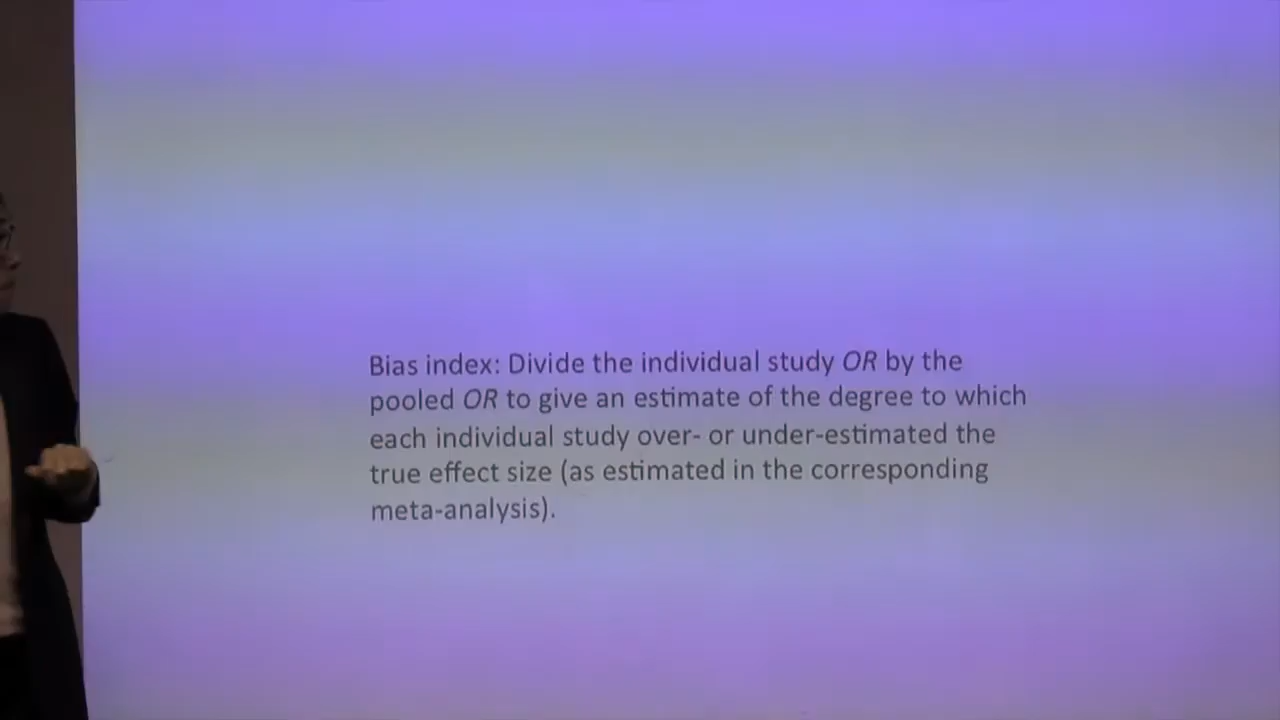 Bias index: Divide the individual study OR by the
pooled OR to give an estimate of the degree to which
each individual study over- or under-estimated the
true effect size (as estimated in the corresponding
meta-analysis).